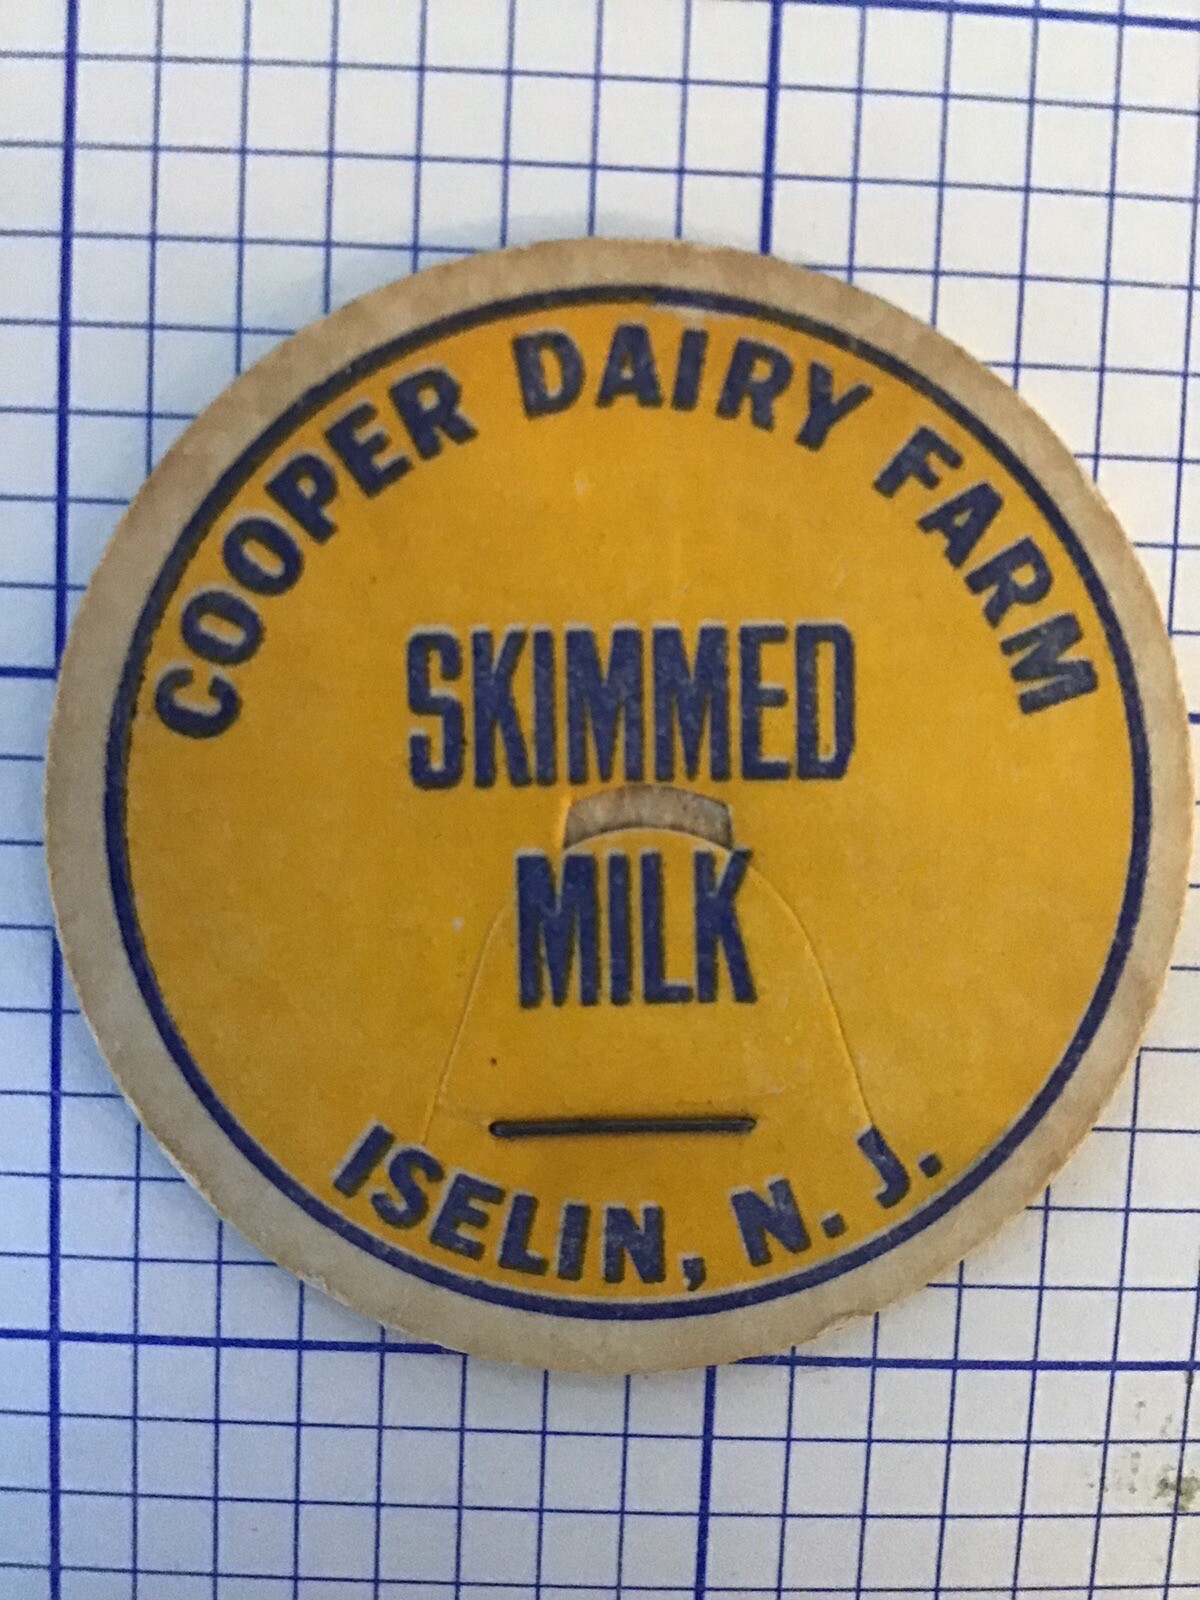 COOPER DAIRY FARM
SKIMMED
MILK
ISELIN, N. J.